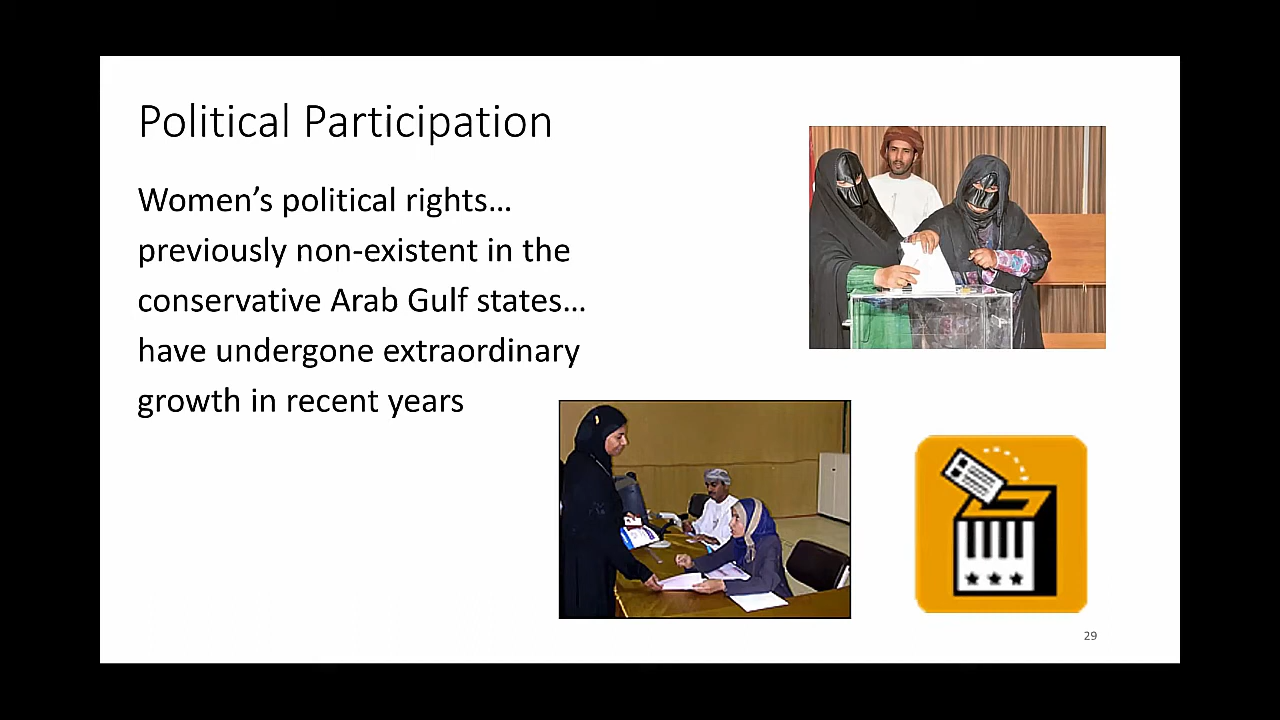 Political Participation
Women’s political rights…
previously non-existent in the
conservative Arab Gulf states…
have undergone extraordinary
growth in recent years
29